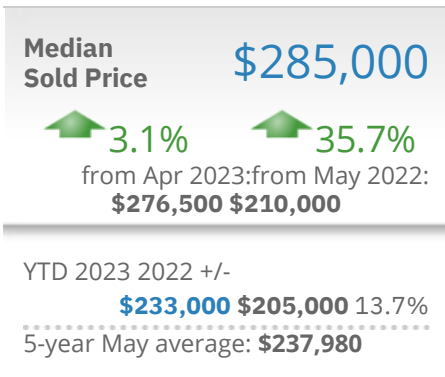 Median
Sold Price
$285,000
3.1%
35.7%
from Apr 2023:from May 2022:
$276,500 $210,000
YTD 2023 2022 +/-
$233,000 $205,000 13.7%
5-year May average: $237,980